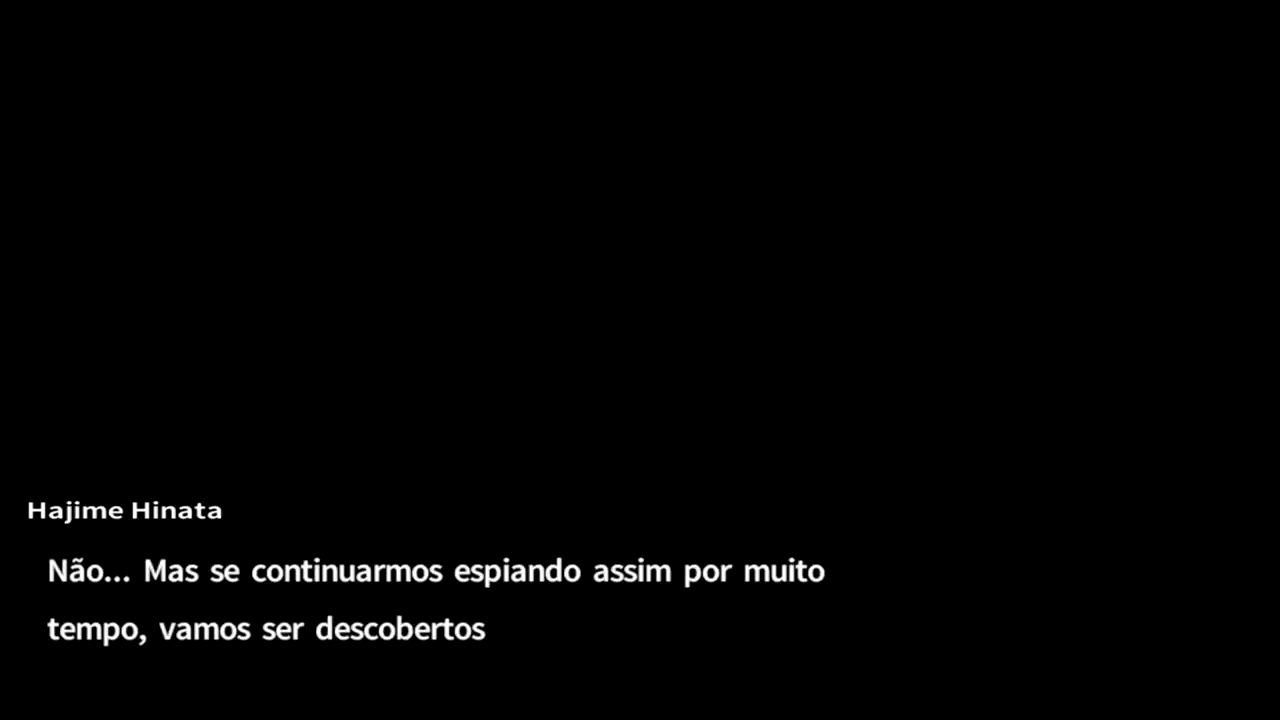 Hajime Hinata
Não... Mas se continuarmos espiando assim por muito
tempo, vamos ser descobertos